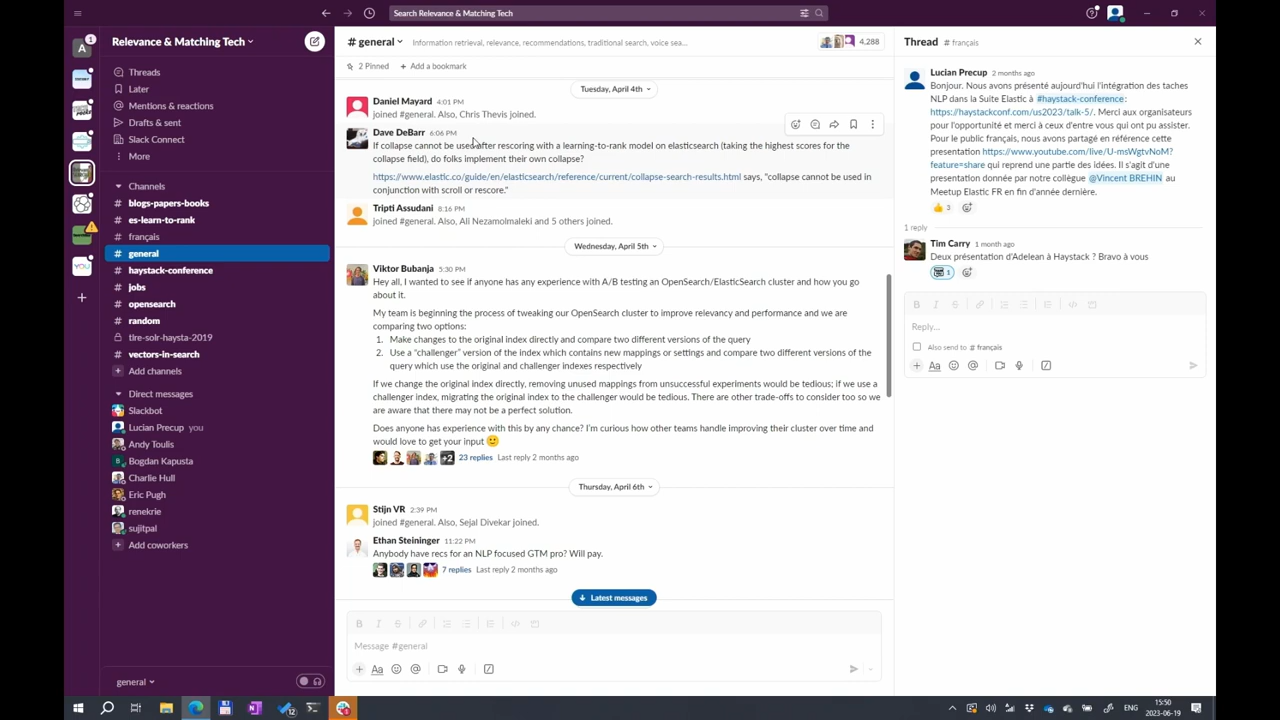 Search Relevance & Matching Tech
A
1
YOU
Relevance & Matching Tech
Threads
Later
Mentions & reactions
Drafts & sent
Slack Connect
More
Channels
# blogs-papers-books
# es-learn-to-rank
# français
# general
# haystack-conference
# jobs
# opensearch
# random
tlre-solr-haysta-2019
# vectors-in-search
+ Add channels
Direct messages
Slackbot
Lucian Precup you
Andy Toulis
Bogdan Kapusta
Charlie Hull
Eric Pugh
renekrie
sujitpal
+ Add coworkers
general
# general
Information retrieval, relevance, recommendations, traditional search, voice sea...
4,288
2 Pinned
+ Add a bookmark
Tuesday, April 4th
Daniel Mayard 4:01 PM
joined #general. Also, Chris Thevis joined.
Dave DeBarr 6:06 PM
If collapse cannot be used after rescoring with a learning-to-rank model on elasticsearch (taking the highest scores for the
collapse field), do folks implement their own collapse?
https://www.elastic.co/guide/en/elasticsearch/reference/current/collapse-search-results.html says, "collapse cannot be used in
conjunction with scroll or rescore."
Tripti Assudani 8:16 PM
joined #general. Also, Ali Nezamolmaleki and 5 others joined.
Wednesday, April 5th
Viktor Bubanja 5:30 PM
Hey all, I wanted to see if anyone has any experience with A/B testing an OpenSearch/ElasticSearch cluster and how you go
about it.
My team is beginning the process of tweaking our OpenSearch cluster to improve relevancy and performance and we are
comparing two options:
1. Make changes to the original index directly and compare two different versions of the query
2. Use a "challenger" version of the index which contains new mappings or settings and compare two different versions of the
query which use the original and challenger indexes respectively
If we change the original index directly, removing unused mappings from unsuccessful experiments would be tedious; if we use a
challenger index, migrating the original index to the challenger would be tedious. There are other trade-offs to consider too so we
are aware that there may not be a perfect solution.
Does anyone has experience with this by any chance? I'm curious how other teams handle improving their cluster over time and
would love to get your input 🙂
+2 23 replies Last reply 2 months ago
Thursday, April 6th
Stijn VR 2:39 PM
joined #general. Also, Sejal Divekar joined.
Ethan Steininger 11:22 PM
Anybody have recs for an NLP focused GTM pro? Will pay.
7 replies Last reply 2 months ago
Latest messages
B I S
Message #general
+ Aa @
Thread # français
Lucian Precup 2 months ago
Bonjour. Nous avons présenté aujourd'hui l'intégration des taches
NLP dans la Suite Elastic à #haystack-conference:
https://haystackconf.com/us2023/talk-5/. Merci aux organisateurs
pour l'opportunité et merci à ceux d'entre vous qui ont pu assister.
Pour le public français, nous avons partagé en référence cette
présentation https://www.youtube.com/live/U-msWgtvNoM?
feature=share qui reprend une partie des idées. Il s'agit d'une
présentation donnée par notre collègue @Vincent BREHIN au
Meetup Elastic FR en fin d'année dernière.
👍 3
1 reply
Tim Carry 1 month ago
Deux présentation d'Adelean à Haystack ? Bravo à vous
1
B I S
Reply...
Also send to # français
+ Aa @
12
ENG
15:50
2023-06-19